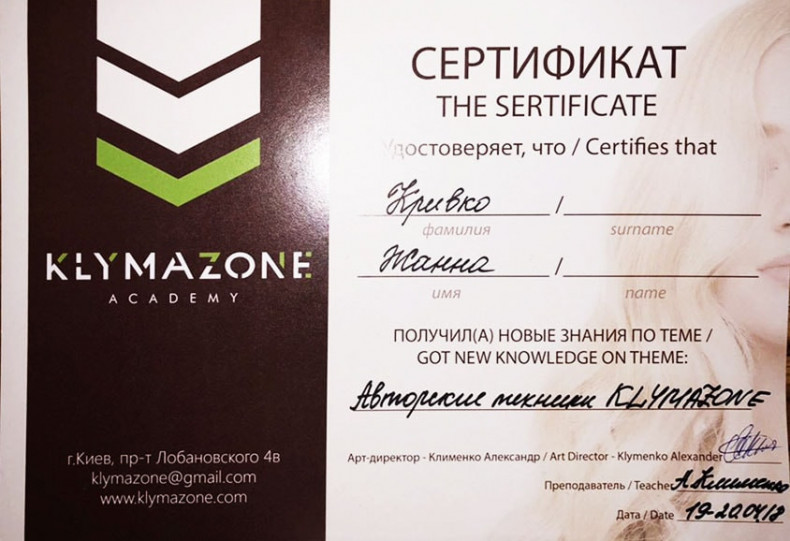 KLYMAZONE
ACADEMY
г.Киев, пр-т Лобановского 4в
klymazone@gmail.com
www.klymazone.com
СЕРТИФИКАТ
THE SERTIFICATE
Удостоверяет, что / Certifies that
Кривко /
фамилия surname
Жанна /
имя name
ПОЛУЧИЛ(А) НОВЫЕ ЗНАНИЯ ПО ТЕМЕ /
GOT NEW KNOWLEDGE ON THEME:
Авторские техники KLYMAZONE
Арт-директор - Клименко Александр / Art Director - Klymenko Alexander
Преподаватель / Teacher А.Клименко
Дата / Date 19-20.04.18